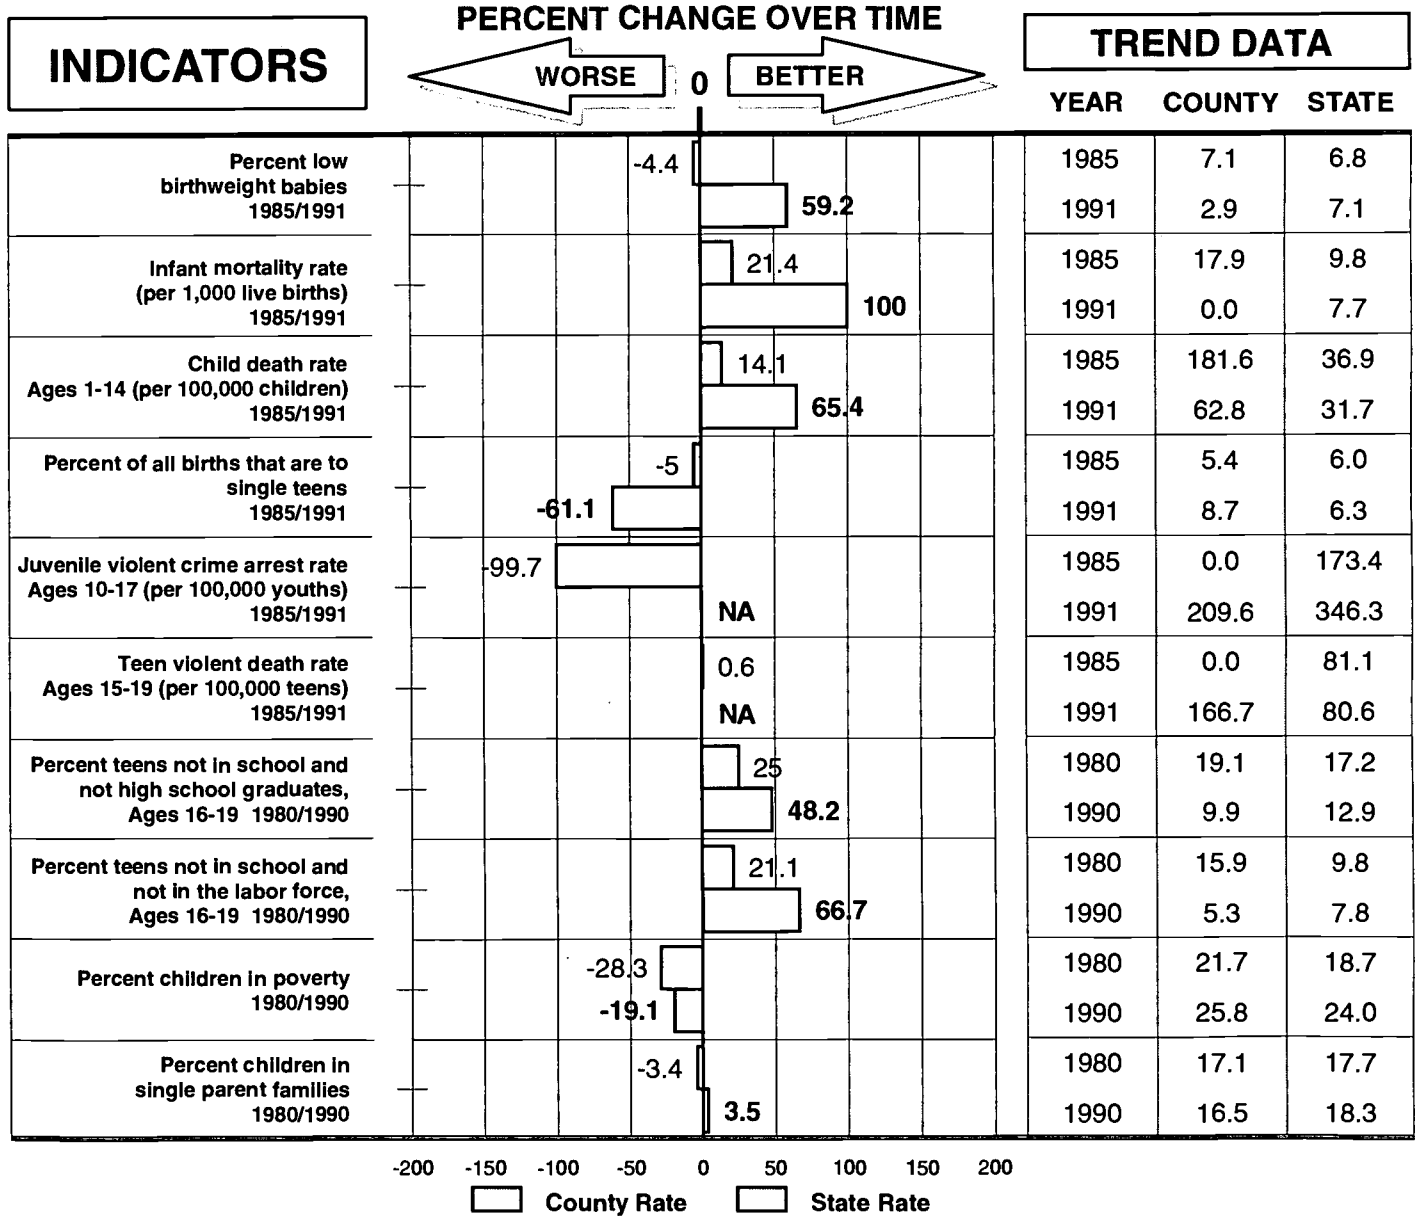 PERCENT CHANGE OVER TIME
INDICATORS
WORSE 0 BETTER
TREND DATA
YEAR COUNTY STATE
Percent low
birthweight babies
1985/1991
-4.4
59.2
1985 7.1 6.8
1991 2.9 7.1
Infant mortality rate
(per 1,000 live births)
1985/1991
21.4
100
1985 17.9 9.8
1991 0.0 7.7
Child death rate
Ages 1-14 (per 100,000 children)
1985/1991
14.1
65.4
1985 181.6 36.9
1991 62.8 31.7
Percent of all births that are to
single teens
1985/1991
-5
-61.1
1985 5.4 6.0
1991 8.7 6.3
Juvenile violent crime arrest rate
Ages 10-17 (per 100,000 youths)
1985/1991
-99.7
NA
1985 0.0 173.4
1991 209.6 346.3
Teen violent death rate
Ages 15-19 (per 100,000 teens)
1985/1991
0.6
NA
1985 0.0 81.1
1991 166.7 80.6
Percent teens not in school and
not high school graduates,
Ages 16-19 1980/1990
25
48.2
1980 19.1 17.2
1990 9.9 12.9
Percent teens not in school and
not in the labor force,
Ages 16-19 1980/1990
21.1
66.7
1980 15.9 9.8
1990 5.3 7.8
Percent children in poverty
1980/1990
-28.3
-19.1
1980 21.7 18.7
1990 25.8 24.0
Percent children in
single parent families
1980/1990
-3.4
3.5
1980 17.1 17.7
1990 16.5 18.3
-200 -150 -100 -50 0 50 100 150 200
County Rate State Rate